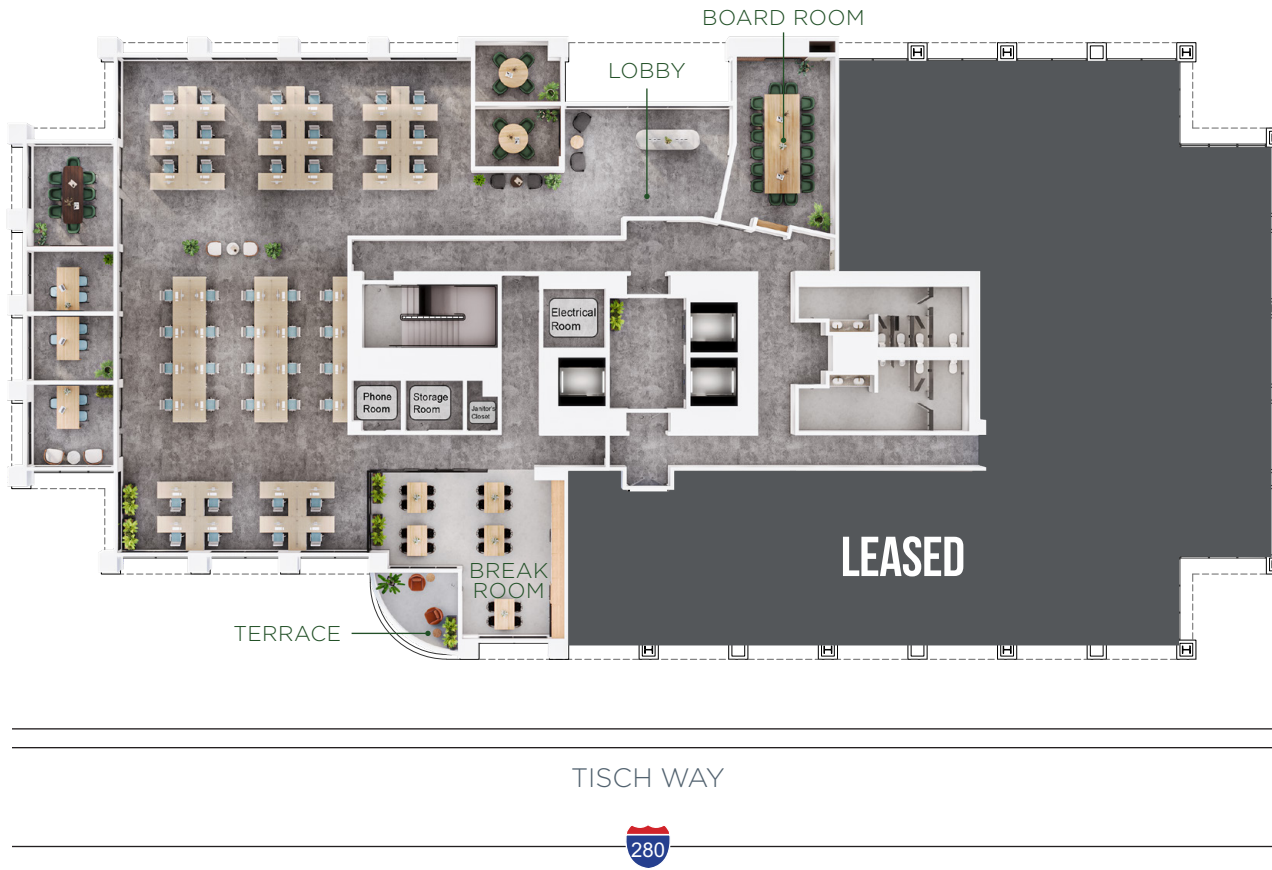 BOARD ROOM
LOBBY
Electrical
Room
Phone
Room
Storage
Room
Janitor's
Closet
LEASED
BREAK
ROOM
TERRACE
TISCH WAY
280